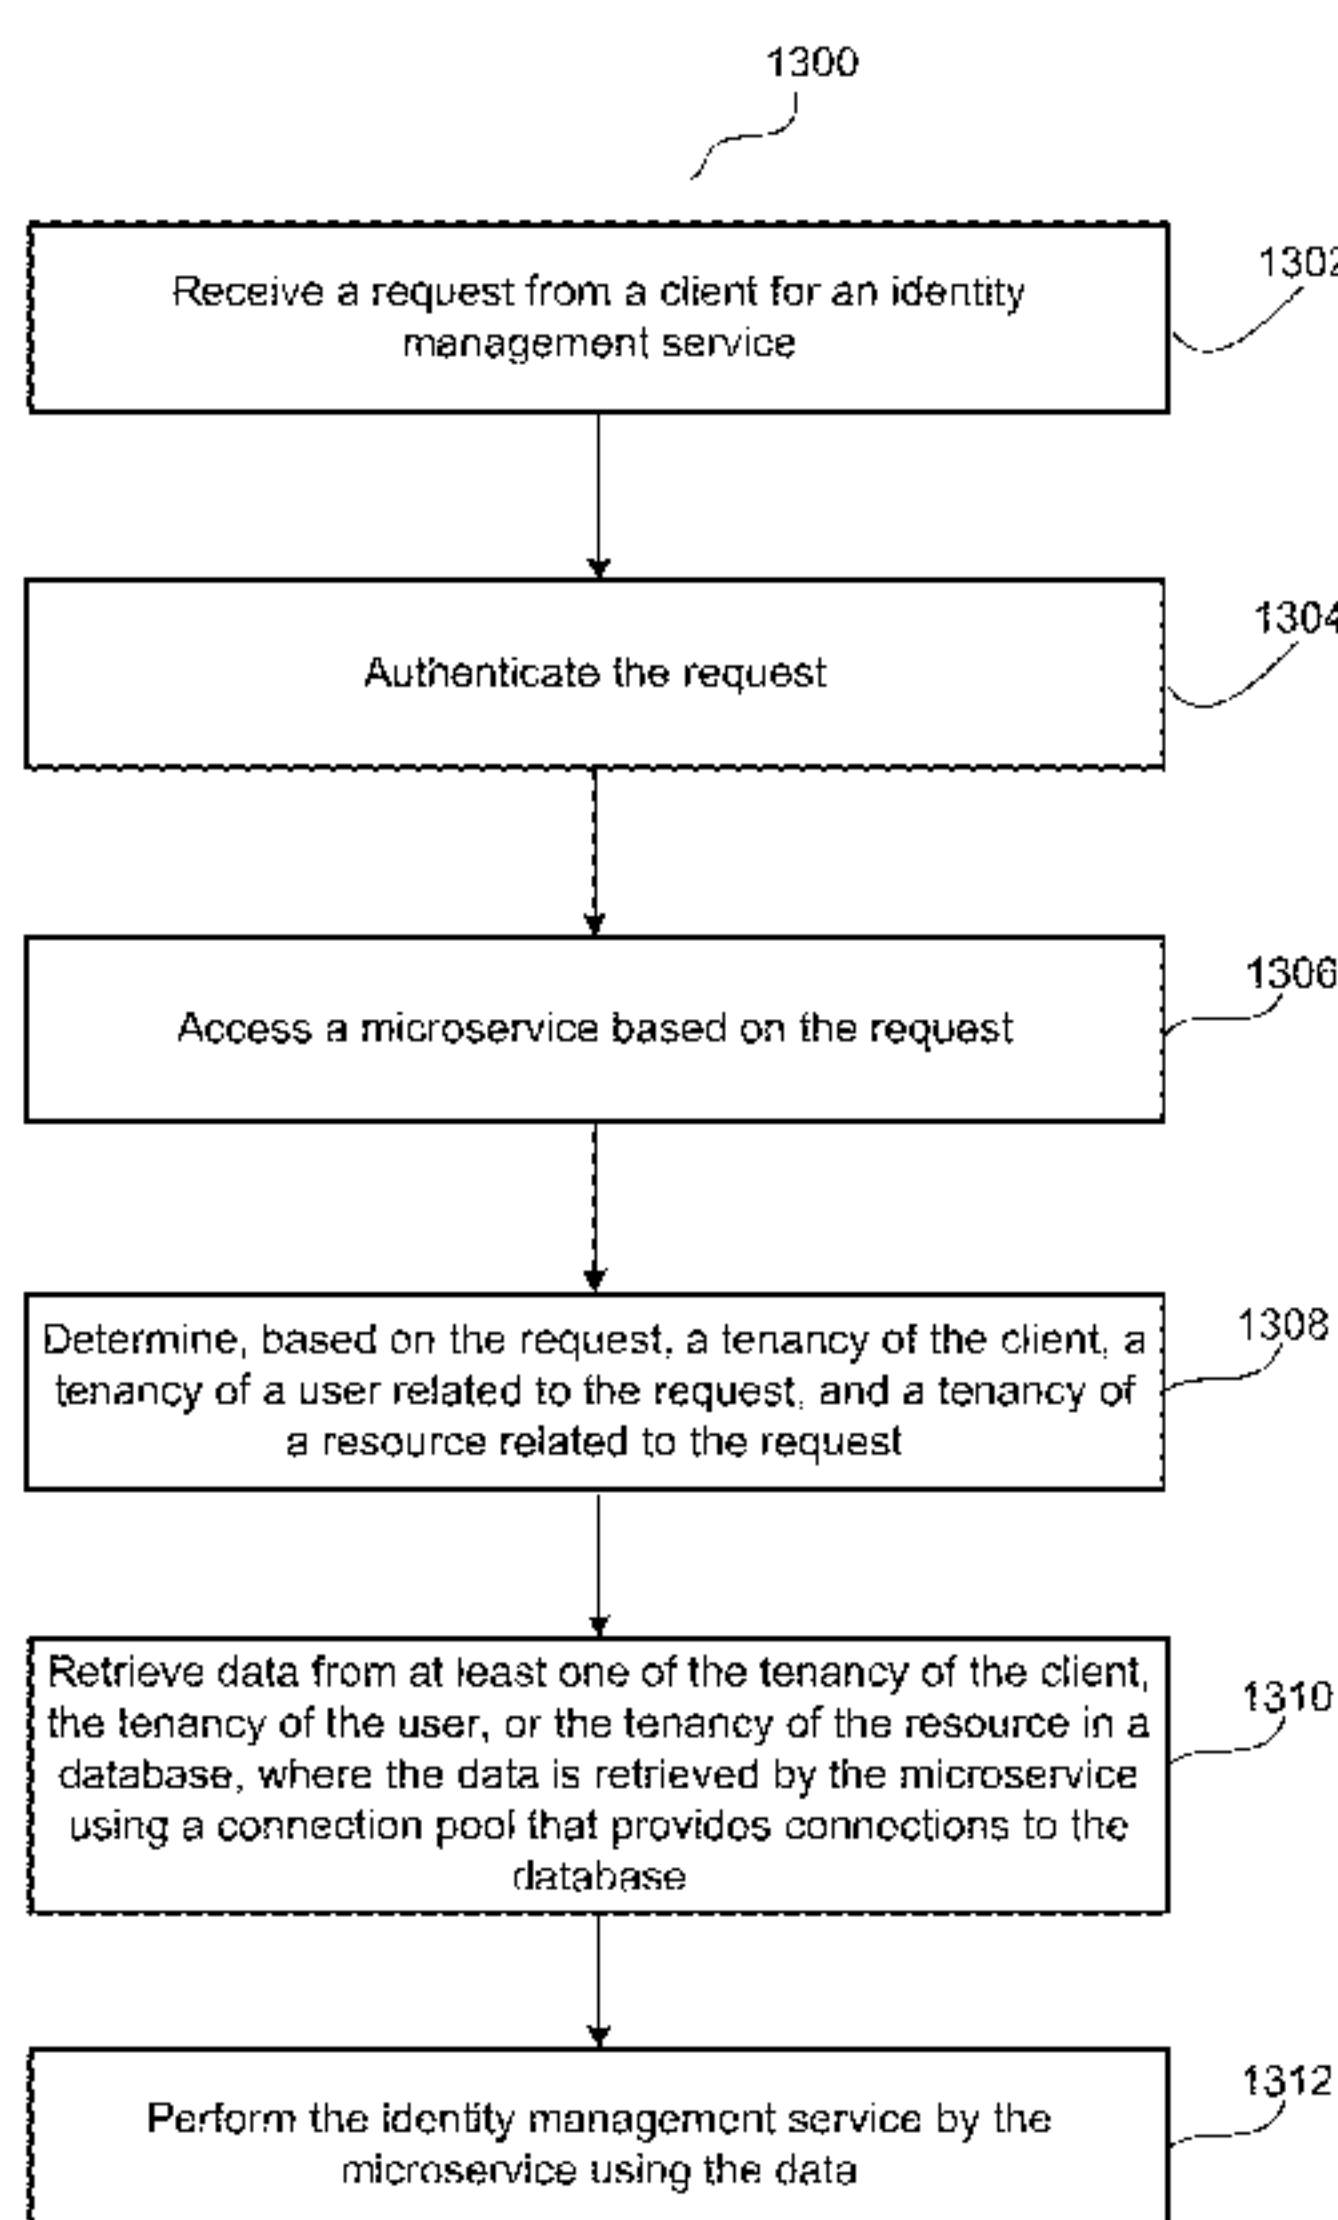 1300
Receive a request from a client for an identity
management service
1302
Authenticate the request
1304
Access a microservice based on the request
1306
Determine, based on the request, a tenancy of the client, a
tenancy of a user related to the request, and a tenancy of
a resource related to the request
1308
Retrieve data from at least one of the tenancy of the client,
the tenancy of the user, or the tenancy of the resource in a
database, where the data is retrieved by the microservice
using a connection pool that provides connections to the
database
1310
Perform the identity management service by the
microservice using the data
1312